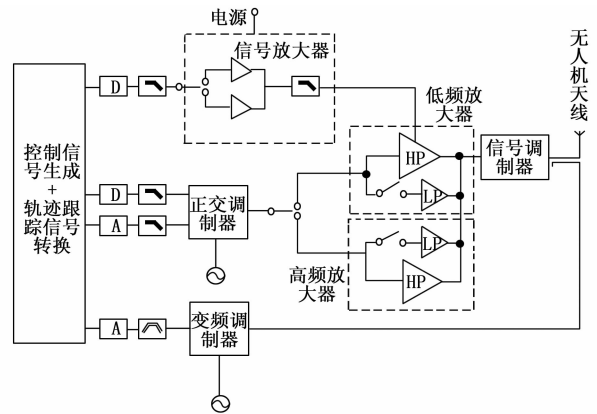 电源
信号放大器
D
低频放
大器
无
人
机
天
线
控制信
号生成
+
轨迹跟
踪信号
转换
HP
信号调
制器
D
正交调
制器
LP
A
LP
高频放
大器
HP
A
变频调
制器